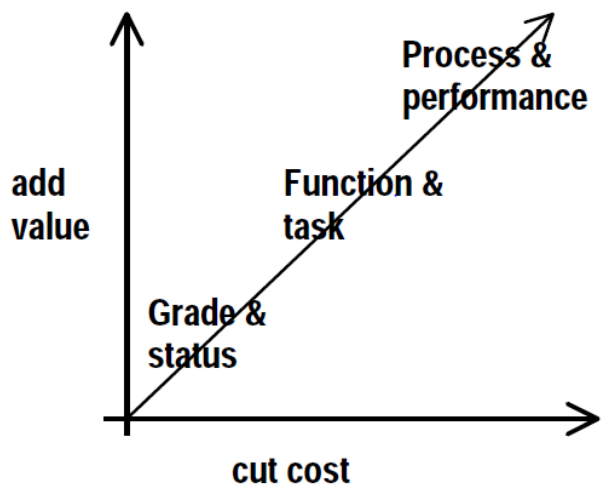 Process &
performance
add
value
Function &
task
Grade &
status
cut cost